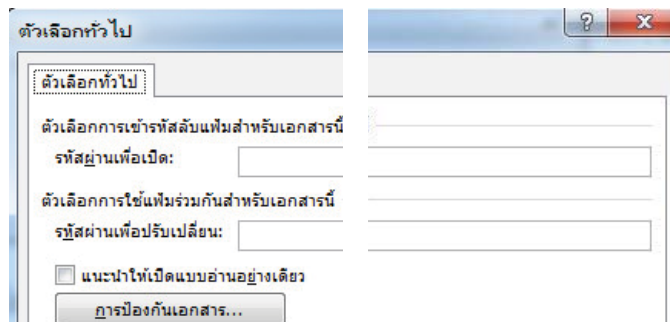 ตัวเลือกทั่วไป
ตัวเลือกทั่วไป
ตัวเลือกการเข้ารหัสลับแฟ้มสำหรับเอกสารนี้
รหัสผ่านเพื่อเปิด:
ตัวเลือกการใช้แฟ้มร่วมกันสำหรับเอกสารนี้
รหัสผ่านเพื่อปรับเปลี่ยน:
แนะนำให้เปิดแบบอ่านอย่างเดียว
การป้องกันเอกสาร...